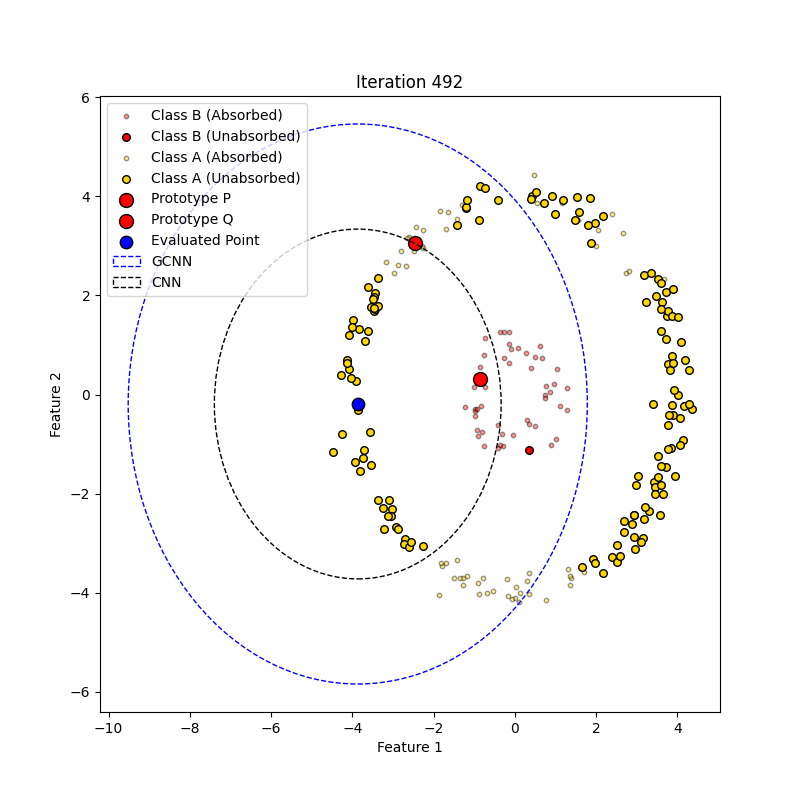 Iteration 492
Class B (Absorbed)
Class B (Unabsorbed)
Class A (Absorbed)
Class A (Unabsorbed)
Prototype P
Prototype Q
Evaluated Point
GCNN
CNN
6
4
2
0
−2
−4
−6
Feature 2
−10 −8 −6 −4 −2 0 2 4
Feature 1